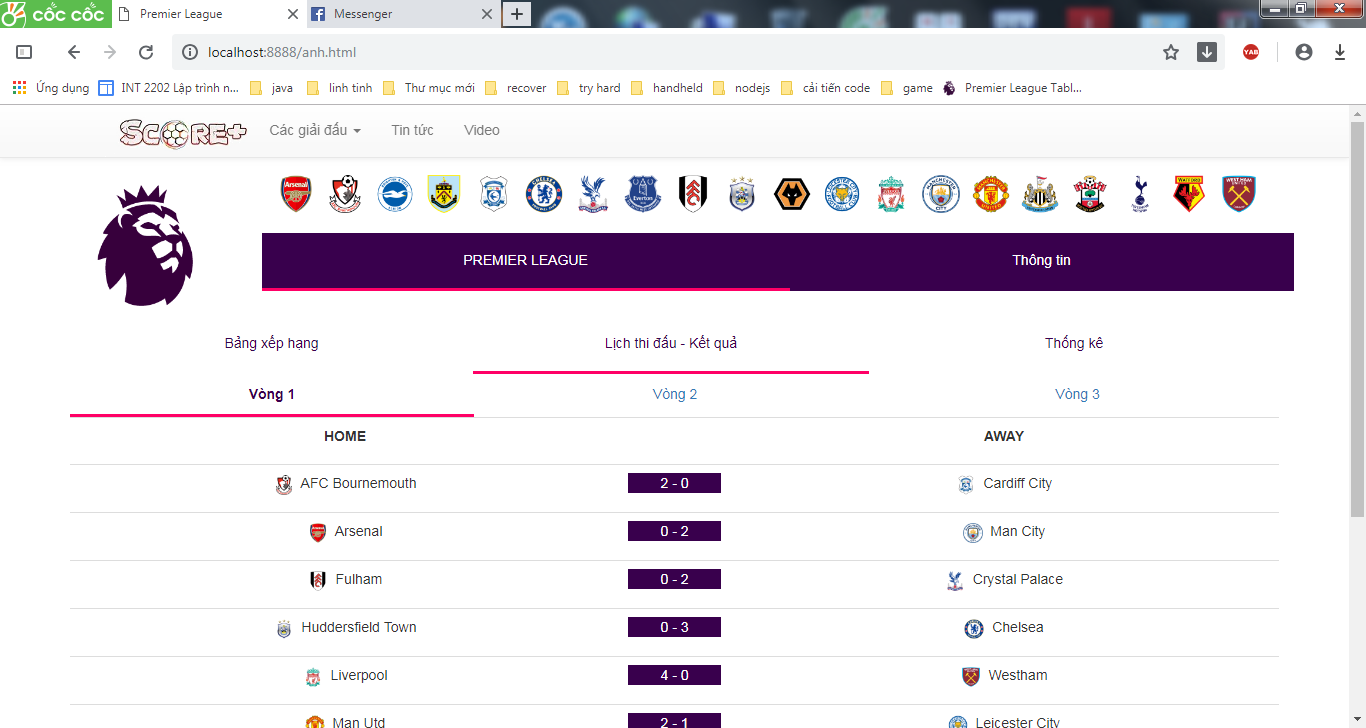 cốc cốc Premier League Messenger
localhost:8888/anh.html YAB
Ứng dụng INT 2202 Lập trình n... java linh tinh Thư mục mới recover try hard handheld nodejs cải tiến code game Premier League Tabl...
SCORE+ Các giải đấu Tin tức Video
PREMIER LEAGUE Thông tin
Bảng xếp hạng Lịch thi đấu - Kết quả Thống kê
Vòng 1 Vòng 2 Vòng 3
HOME AWAY
AFC Bournemouth 2 - 0 Cardiff City
Arsenal 0 - 2 Man City
Fulham 0 - 2 Crystal Palace
Huddersfield Town 0 - 3 Chelsea
Liverpool 4 - 0 Westham
Man Utd 2 - 1 Leicester City